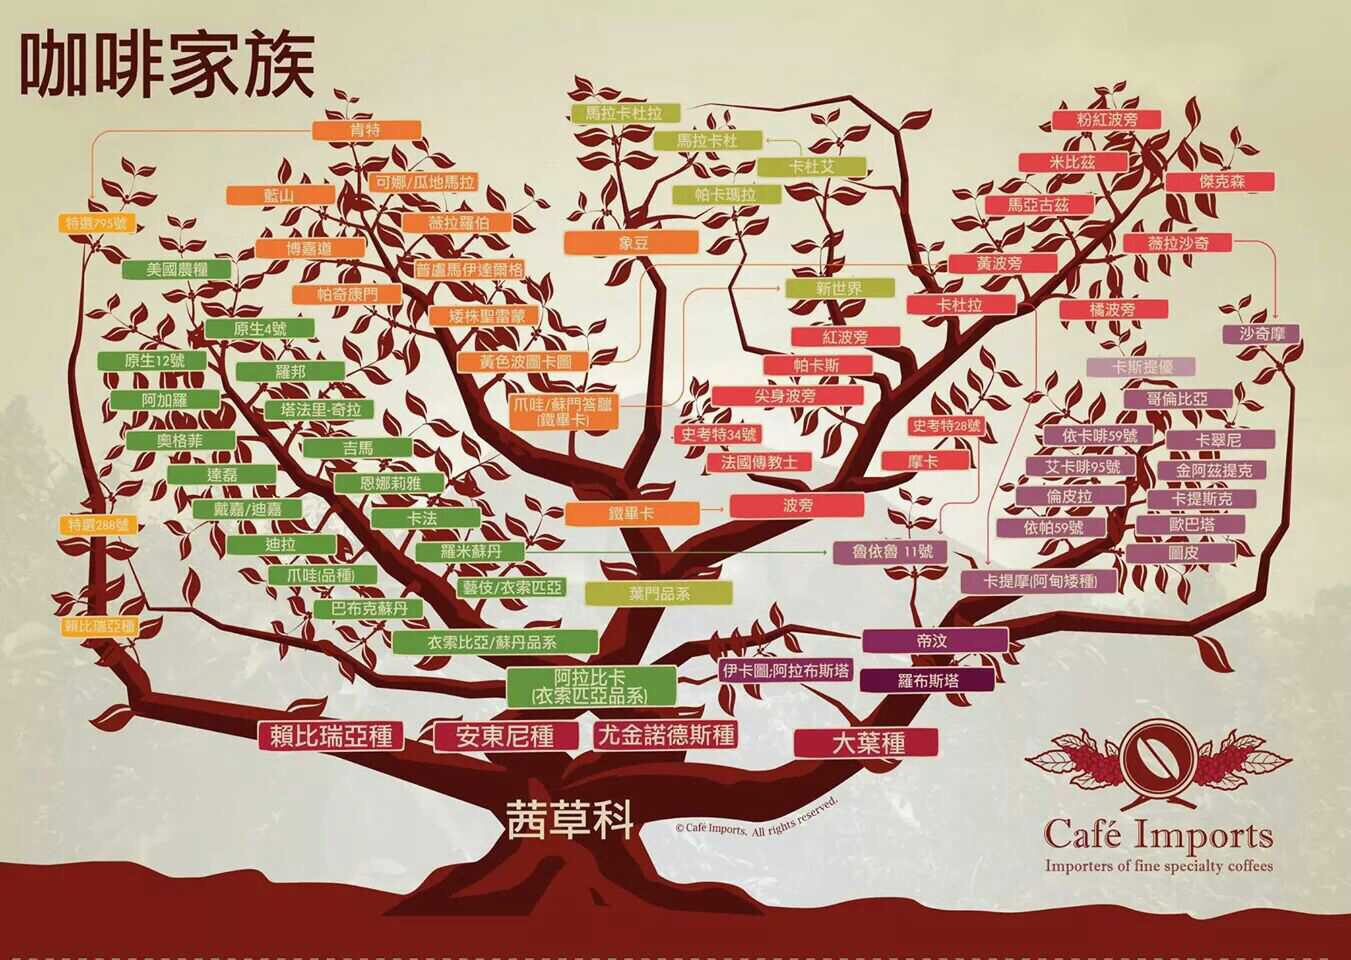 咖啡家族
肯特
馬拉卡杜拉
馬拉卡杜
卡杜艾
帕卡瑪拉
粉紅波旁
米比茲
傑克森
馬亞古茲
薇拉沙奇
黃波旁
卡杜拉
橘波旁
可娜/瓜地馬拉
藍山
薇拉羅伯
特選795號
博嘉道
美國農糧
普盧馬伊達爾格
象豆
新世界
帕奇康門
矮株聖雷蒙
原生4號
紅波旁
沙奇摩
原生12號
黃色波圖卡圖
帕卡斯
羅邦
卡斯提優
尖身波旁
阿加羅
塔法里-奇拉
爪哇/蘇門答臘
(鐵畢卡)
哥倫比亞
史考特34號
史考特28號
依卡啡59號
卡翠尼
奧格菲
吉馬
法國傳教士
摩卡
艾卡啡95號
金阿茲提克
達磊
恩娜莉雅
倫皮拉
卡提斯克
戴嘉/迪嘉
卡法
鐵畢卡
波旁
特選288號
依帕59號
歐巴塔
迪拉
羅米蘇丹
魯依魯 11號
圖皮
爪哇(品種)
藝伎/衣索匹亞
葉門品系
卡提摩(阿甸矮種)
巴布克蘇丹
賴比瑞亞種
衣索比亞/蘇丹品系
帝汶
阿拉比卡
(衣索匹亞品系)
伊卡圖;阿拉布斯塔
羅布斯塔
賴比瑞亞種
安東尼種
尤金諾德斯種
大葉種
茜草科
© Café Imports. All rights reserved.
Café Imports
Importers of fine specialty coffees